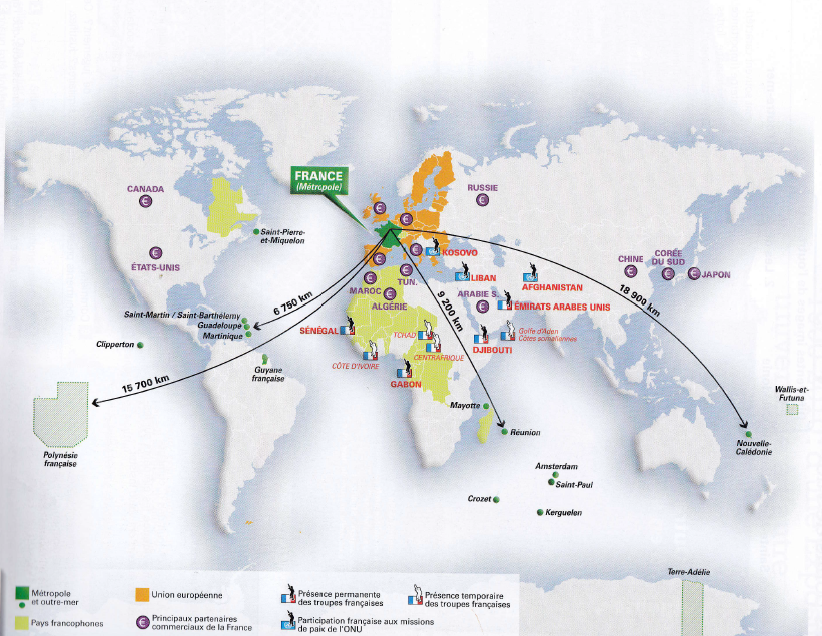 FRANCE
(Métropole)
CANADA
RUSSIE
Saint-Pierre-
et-Miquelon
KOSOVO
ÉTATS-UNIS
LIBAN
AFGHANISTAN
CHINE
CORÉE
DU SUD
JAPON
MAROC
TUN.
ALGÉRIE
ARABIE S.
ÉMIRATS ARABES UNIS
6 750 km
9 200 km
18 900 km
15 700 km
Saint-Martin / Saint-Barthélemy
Guadeloupe
Martinique
SÉNÉGAL
TCHAD
Golfe d'Aden
Côtes somaliennes
DJIBOUTI
CENTRAFRIQUE
CÔTE D'IVOIRE
GABON
Clipperton
Guyane
française
Mayotte
Réunion
Wallis-et-
Futuna
Nouvelle-
Calédonie
Polynésie
française
Amsterdam
Saint-Paul
Crozet
Kerguelen
Terre-Adélie
Métropole
et outre-mer
Pays francophones
Union européenne
€ Principaux partenaires
commerciaux de la France
Présence permanente
des troupes françaises
Participation française aux missions
de paix de l'ONU
Présence temporaire
des troupes françaises